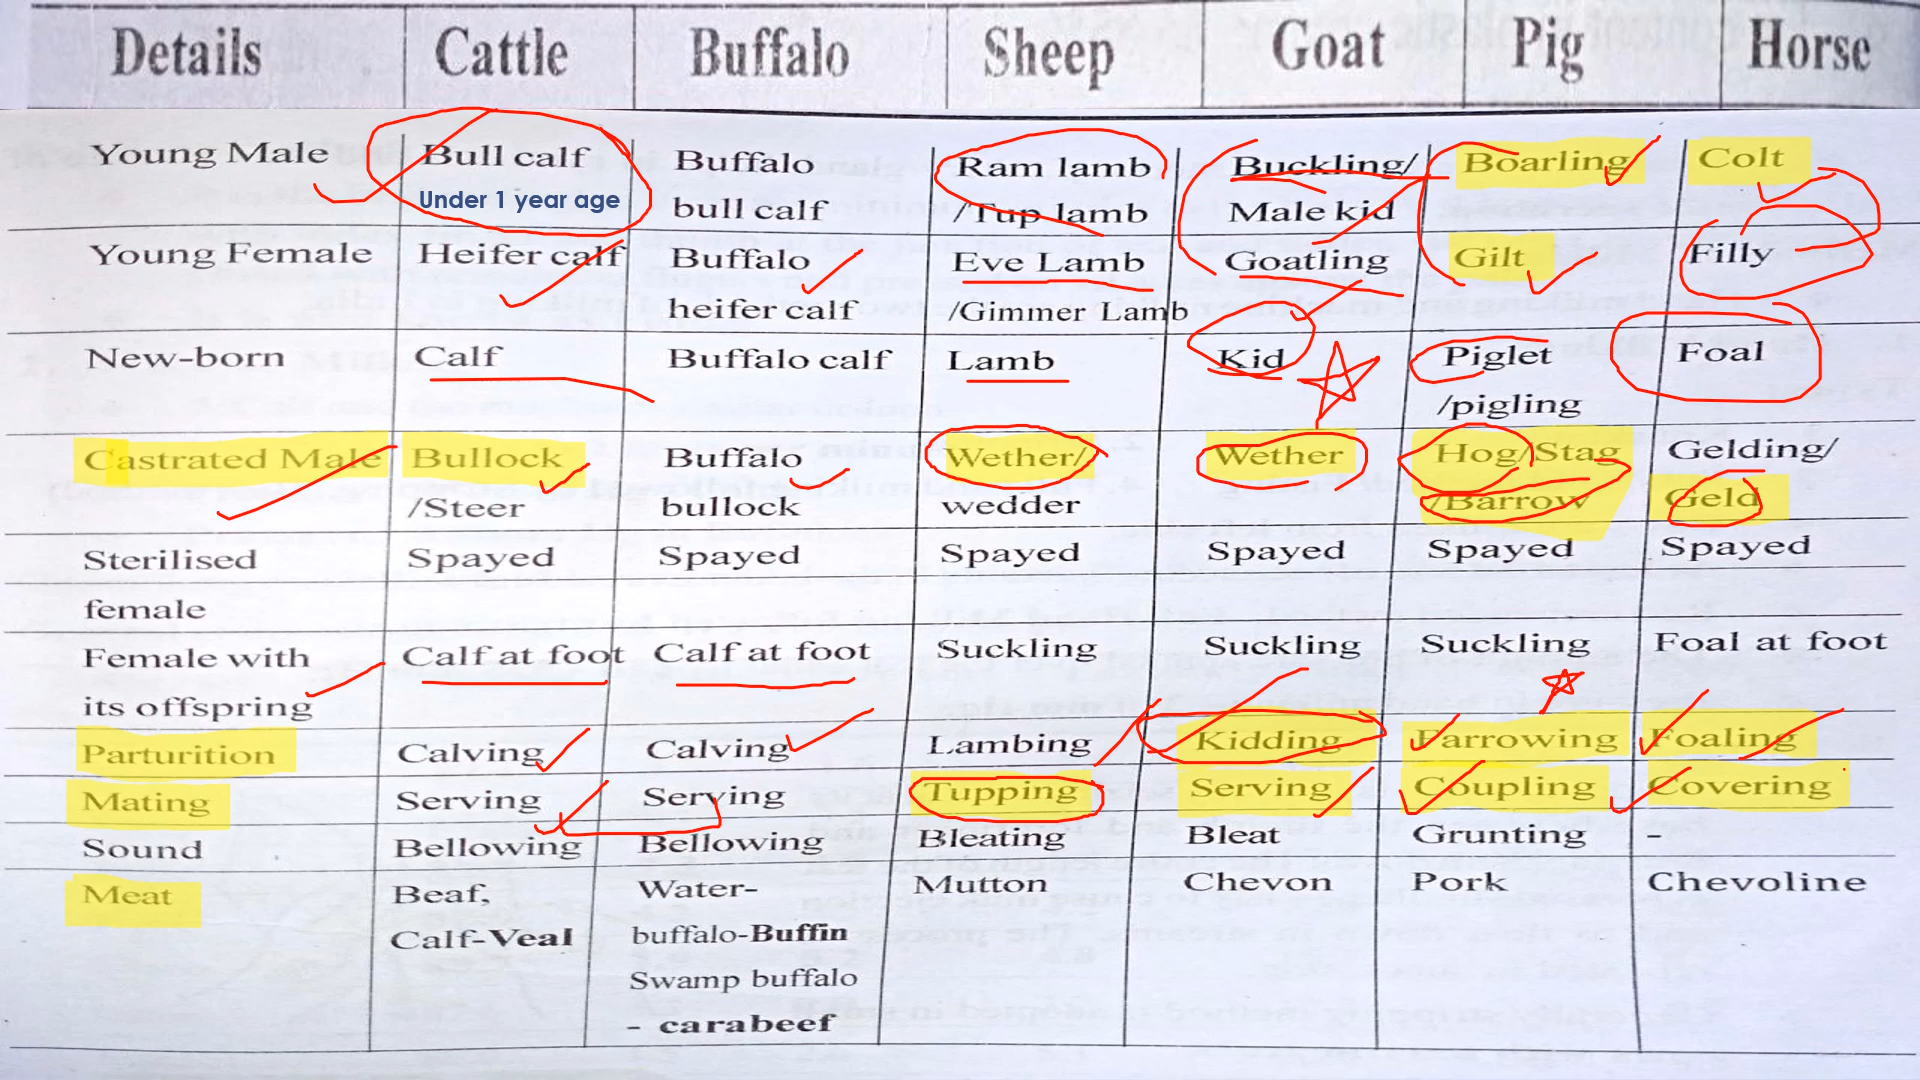 Details Cattle Buffalo Sheep Goat Pig Horse
Young Male Bull calf Buffalo Ram lamb Buckling/ Boarling Colt
Under 1 year age bull calf /Tup lamb Male kid
Young Female Heifer calf Buffalo Eve Lamb Goatling Gilt Filly
heifer calf /Gimmer Lamb
New-born Calf Buffalo calf Lamb Kid Piglet Foal
/pigling
Castrated Male Bullock Buffalo Wether/ Wether Hog/Stag Gelding/
/Steer bullock wedder /Barrow Geld
Sterilised Spayed Spayed Spayed Spayed Spayed Spayed
female
Female with Calf at foot Calf at foot Suckling Suckling Suckling Foal at foot
its offspring
Parturition Calving Calving Lambing Kidding Farrowing Foaling
Mating Serving Serving Tupping Serving Coupling Covering
Sound Bellowing Bellowing Bleating Bleat Grunting -
Meat Beaf, Water- Mutton Chevon Pork Chevoline
Calf-Veal buffalo-Buffin
Swamp buffalo
- carabeef